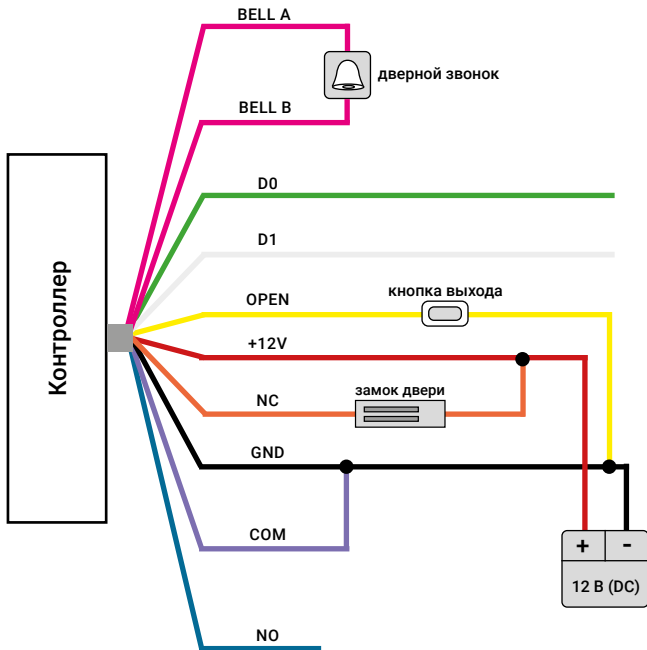 BELL A
дверной звонок
BELL B
D0
D1
Контроллер
OPEN
кнопка выхода
+12V
NC
замок двери
GND
COM
+ -
12 В (DC)
NO